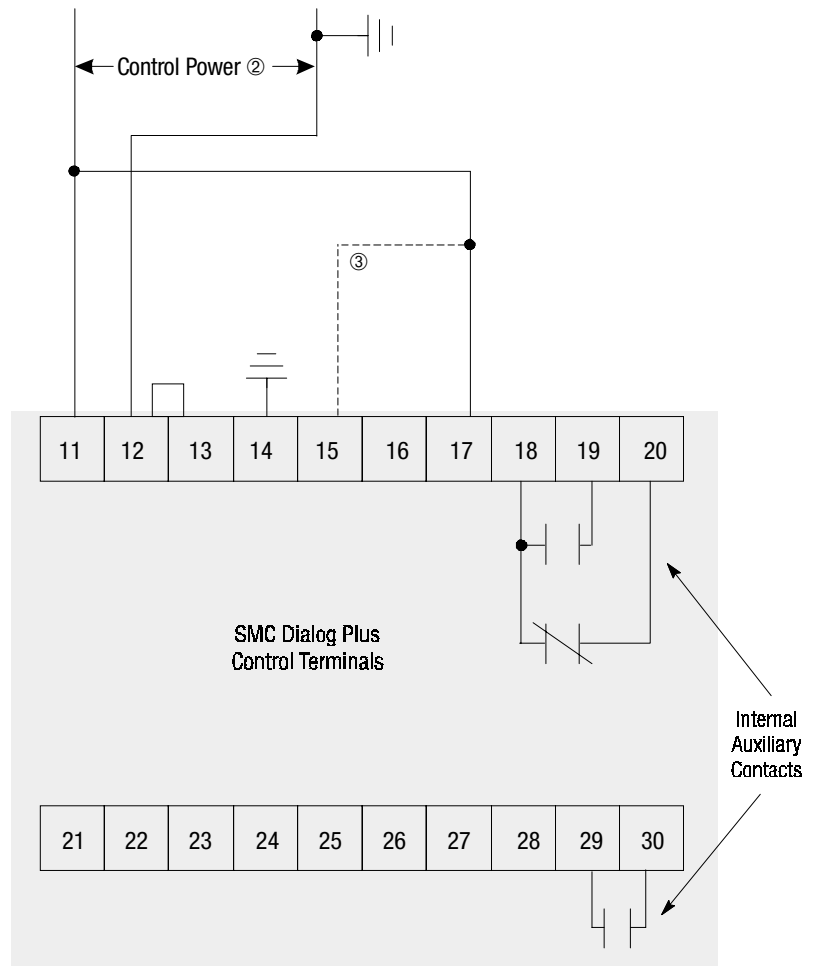 Control Power ②
③
11 12 13 14 15 16 17 18 19 20
SMC Dialog Plus
Control Terminals
Internal
Auxiliary
Contacts
21 22 23 24 25 26 27 28 29 30